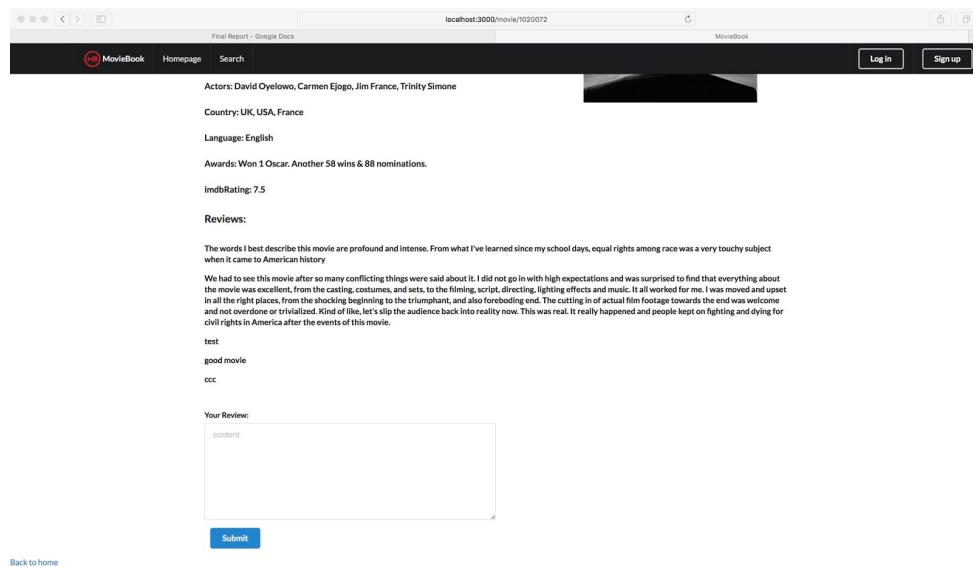 localhost:3000/movie/1020072
Final Report - Google Docs
MovieBook
MB MovieBook Homepage Search Log in Sign up
Actors: David Oyelowo, Carmen Ejogo, Jim France, Trinity Simone
Country: UK, USA, France
Language: English
Awards: Won 1 Oscar. Another 58 wins & 88 nominations.
imdbRating: 7.5
Reviews:
The words I best describe this movie are profound and intense. From what I've learned since my school days, equal rights among race was a very touchy subject
when it came to American history
We had to see this movie after so many conflicting things were said about it. I did not go in with high expectations and was surprised to find that everything about
the movie was excellent, from the casting, costumes, and sets, to the filming, script, directing, lighting effects and music. It all worked for me. I was moved and upset
in all the right places, from the shocking beginning to the triumphant, and also foreboding end. The cutting in of actual film footage towards the end was welcome
and not overdone or trivialized. Kind of like, let's slip the audience back into reality now. This was real. It really happened and people kept on fighting and dying for
civil rights in America after the events of this movie.
test
good movie
ccc
Your Review:
content
Submit
Back to home